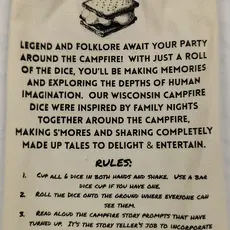 LEGEND AND FOLKLORE AWAIT YOUR PARTY
AROUND THE CAMPFIRE! WITH JUST A ROLL
OF THE DICE, YOU'LL BE MAKING MEMORIES
AND EXPLORING THE DEPTHS OF HUMAN
IMAGINATION. OUR WISCONSIN CAMPFIRE
DICE WERE INSPIRED BY FAMILY NIGHTS
TOGETHER AROUND THE CAMPFIRE,
MAKING S'MORES AND SHARING COMPLETELY
MADE UP TALES TO DELIGHT & ENTERTAIN.
RULES:
1. CUP ALL 6 DICE IN BOTH HANDS AND SHAKE. USE A BAR
DICE CUP IF YOU HAVE ONE.
2. ROLL THE DICE ONTO THE GROUND WHERE EVERYONE CAN
SEE THEM.
3. READ ALOUD THE CAMPFIRE STORY PROMPTS THAT HAVE
TURNED UP. IT'S THE STORY TELLER'S JOB TO INCORPORATE